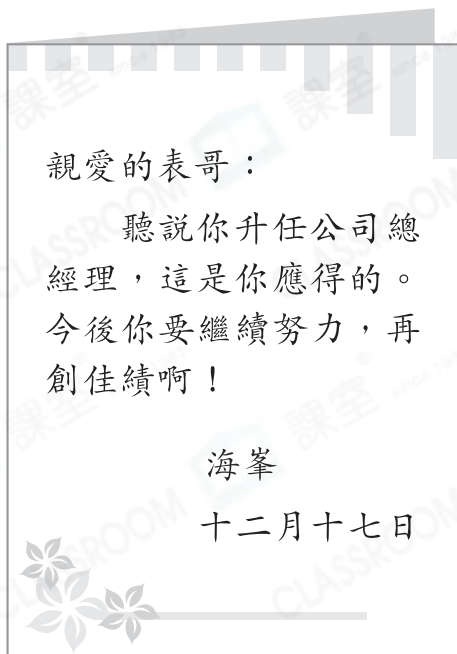 親愛的表哥：
聽說你升任公司總
經理，這是你應得的。
今後你要繼續努力，再
創佳績啊！
海峯
十二月十七日